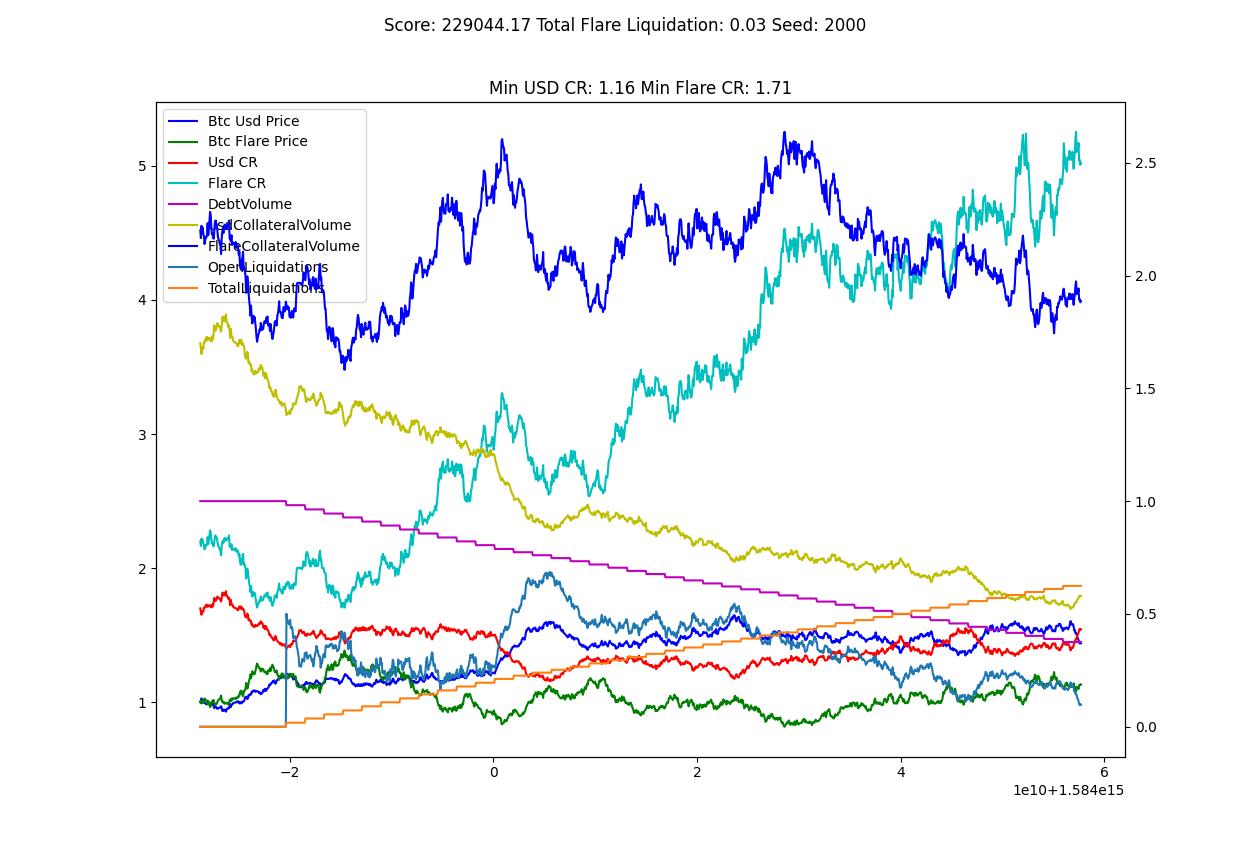 Score: 229044.17 Total Flare Liquidation: 0.03 Seed: 2000
Min USD CR: 1.16 Min Flare CR: 1.71
Btc Usd Price
Btc Flare Price
Usd CR
Flare CR
DebtVolume
UsdCollateralVolume
FlareCollateralVolume
OpenLiquidations
TotalLiquidations
5
4
3
2
1
2.5
2.0
1.5
1.0
0.5
0.0
−2
0
2
4
6
1e10+1.584e15